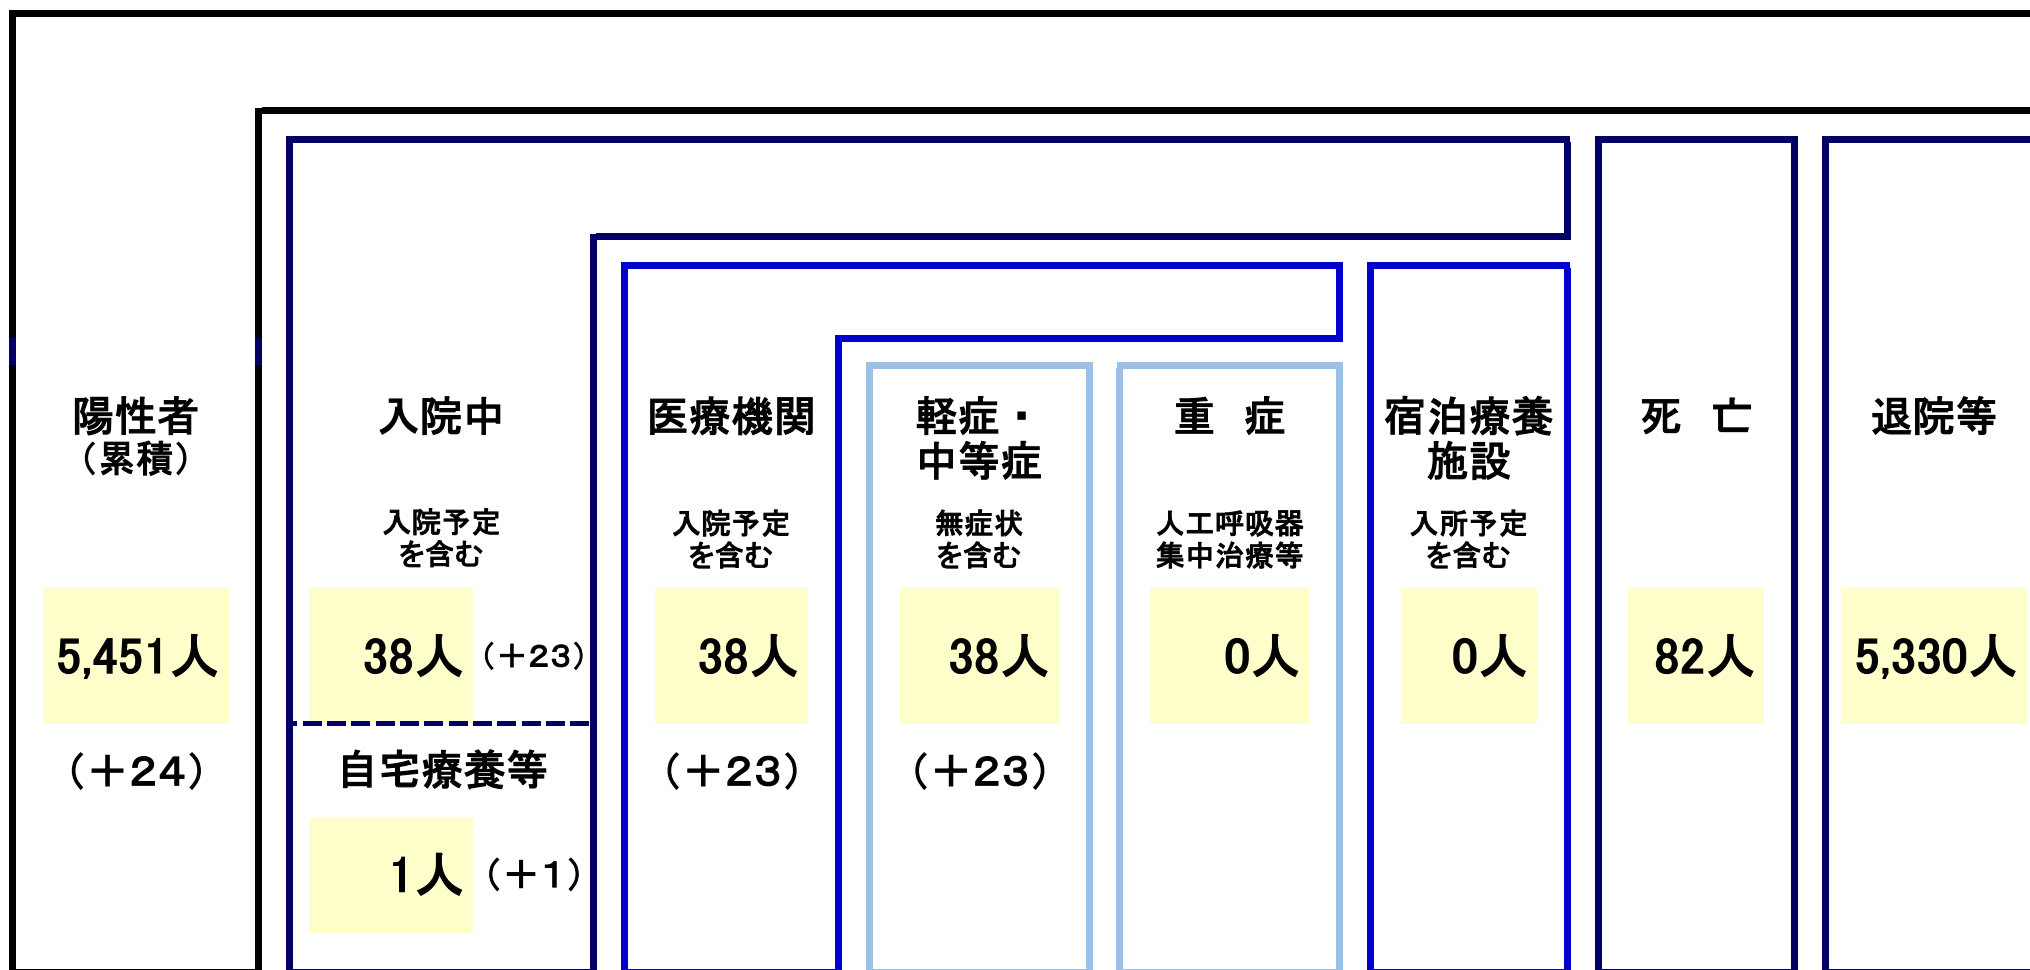 陽性者
（累積）
5,451人
（＋24）
入院中
入院予定
を含む
38人（＋23）
自宅療養等
1人（＋1）
医療機関
入院予定
を含む
38人
（＋23）
軽症・
中等症
無症状
を含む
38人
（＋23）
重　症
人工呼吸器
集中治療等
0人
宿泊療養
施設
入所予定
を含む
0人
死　亡
82人
退院等
5,330人